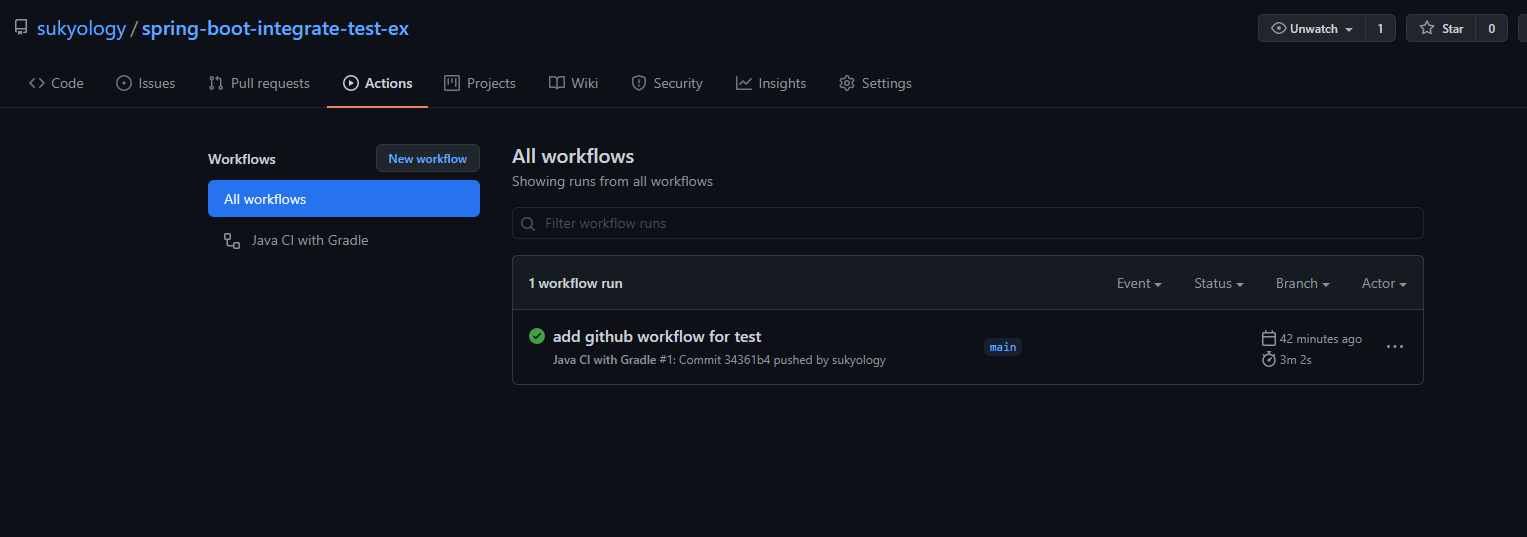 sukyology / spring-boot-integrate-test-ex
Unwatch 1 Star 0
Code Issues Pull requests Actions Projects Wiki Security Insights Settings
Workflows
New workflow
All workflows
Java CI with Gradle
All workflows
Showing runs from all workflows
Filter workflow runs
1 workflow run Event Status Branch Actor
add github workflow for test
Java CI with Gradle #1: Commit 34361b4 pushed by sukyology
main
42 minutes ago
3m 2s